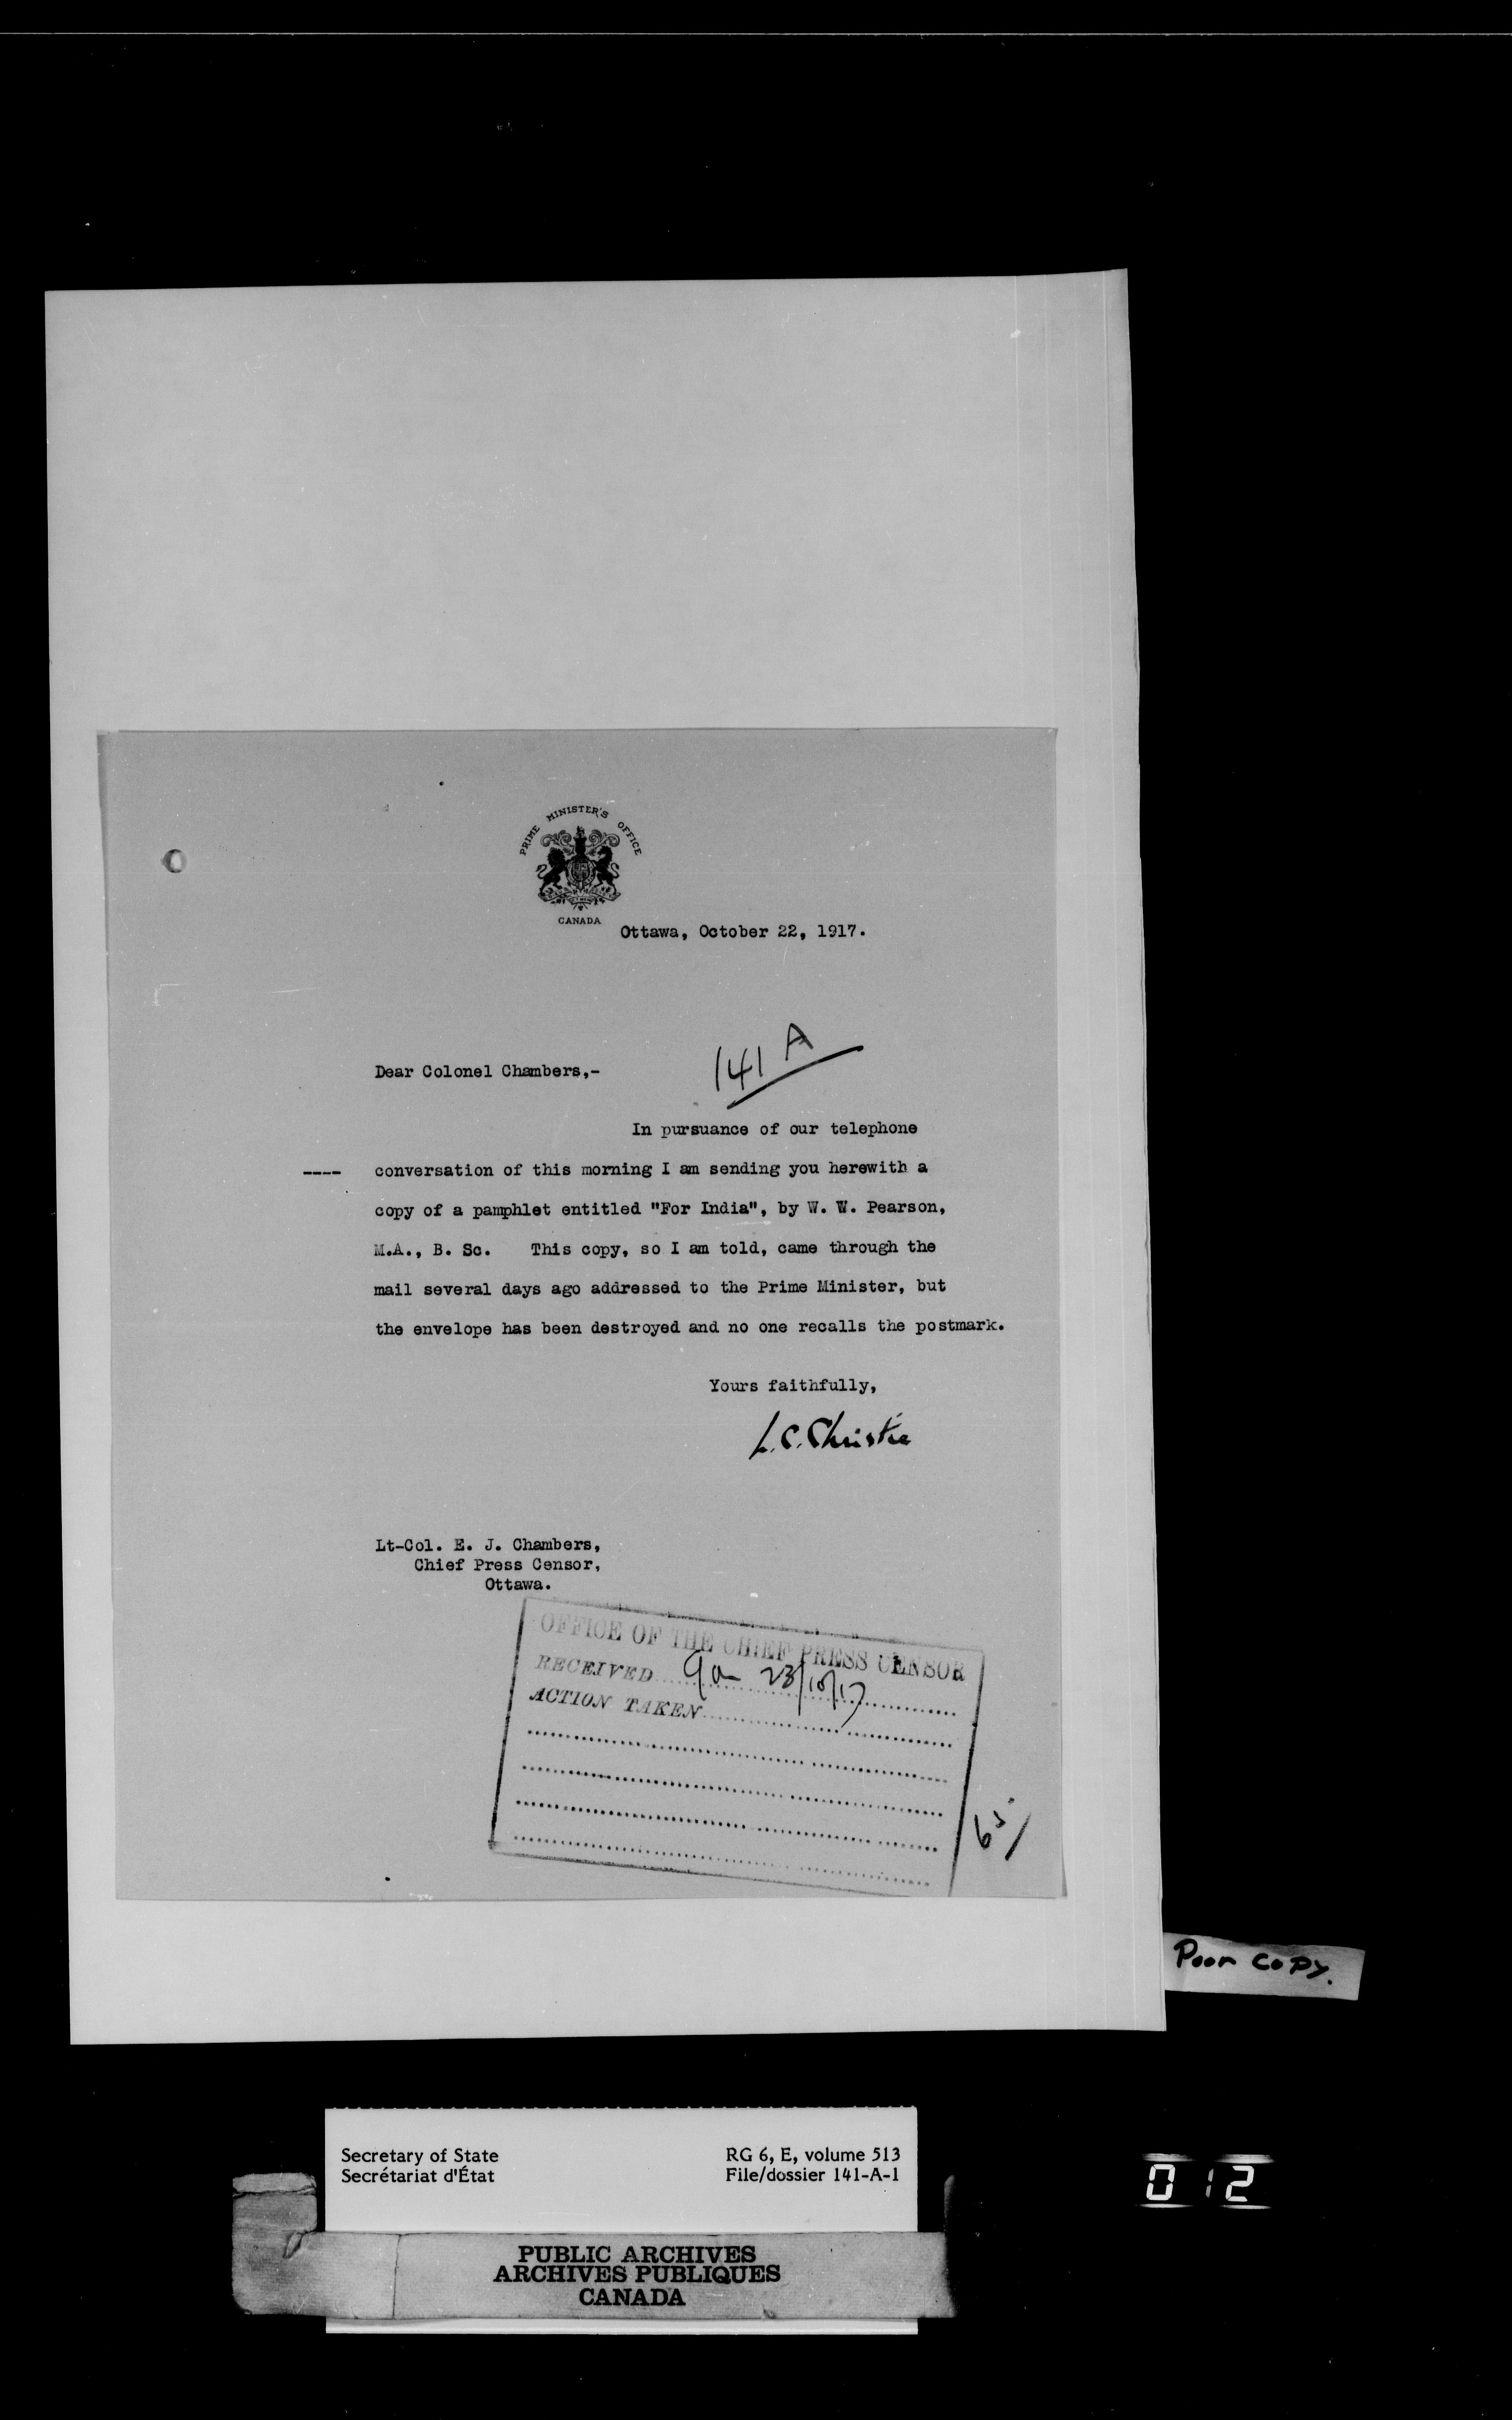 PRIME MINISTER'S OFFICE
CANADA
Ottawa, October 22, 1917.
141 A
Dear Colonel Chambers,-
In pursuance of our telephone
---- conversation of this morning I am sending you herewith a
copy of a pamphlet entitled "For India", by W. W. Pearson,
M.A., B. Sc. This copy, so I am told, came through the
mail several days ago addressed to the Prime Minister, but
the envelope has been destroyed and no one recalls the postmark.
Yours faithfully,
L. C. Christie
Lt-Col. E. J. Chambers,
Chief Press Censor,
Ottawa.
OFFICE OF THE CHIEF PRESS CENSOR
RECEIVED 23/10/17
ACTION TAKEN
Poor Copy.
Secretary of State
Secrétariat d'État
RG 6, E, volume 513
File/dossier 141-A-1
012
PUBLIC ARCHIVES
ARCHIVES PUBLIQUES
CANADA